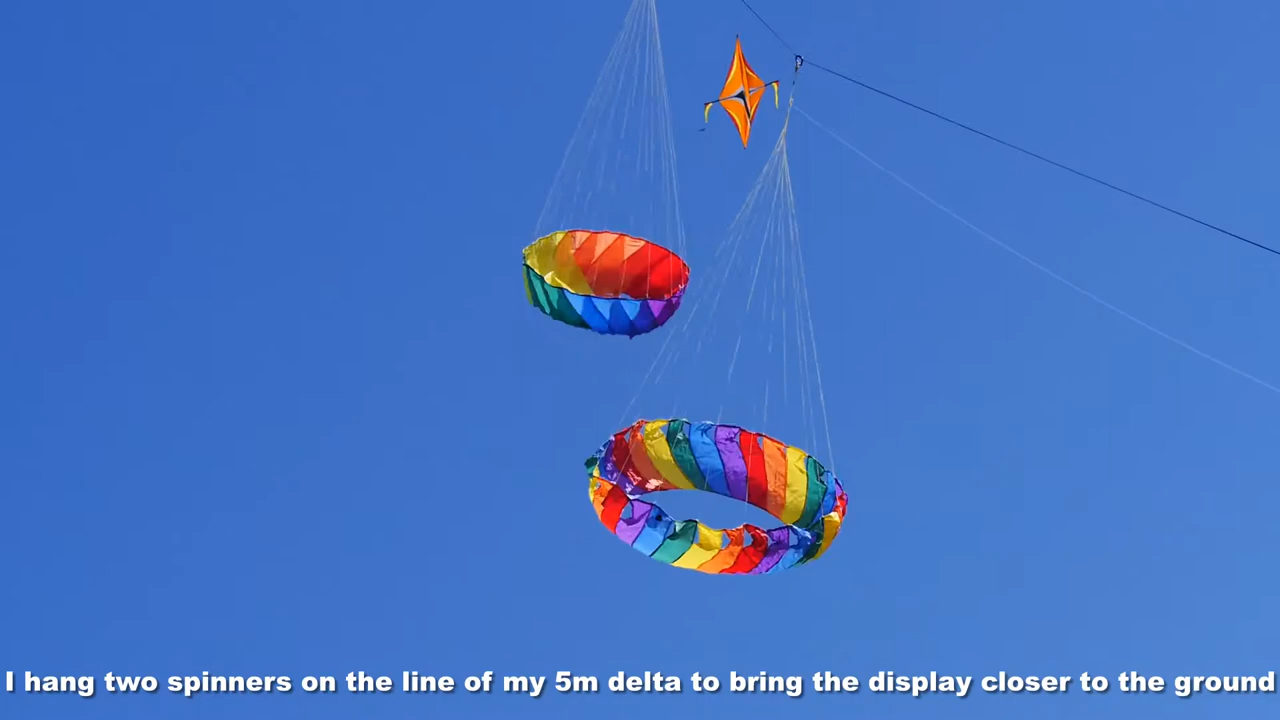 I hang two spinners on the line of my 5m delta to bring the display closer to the ground